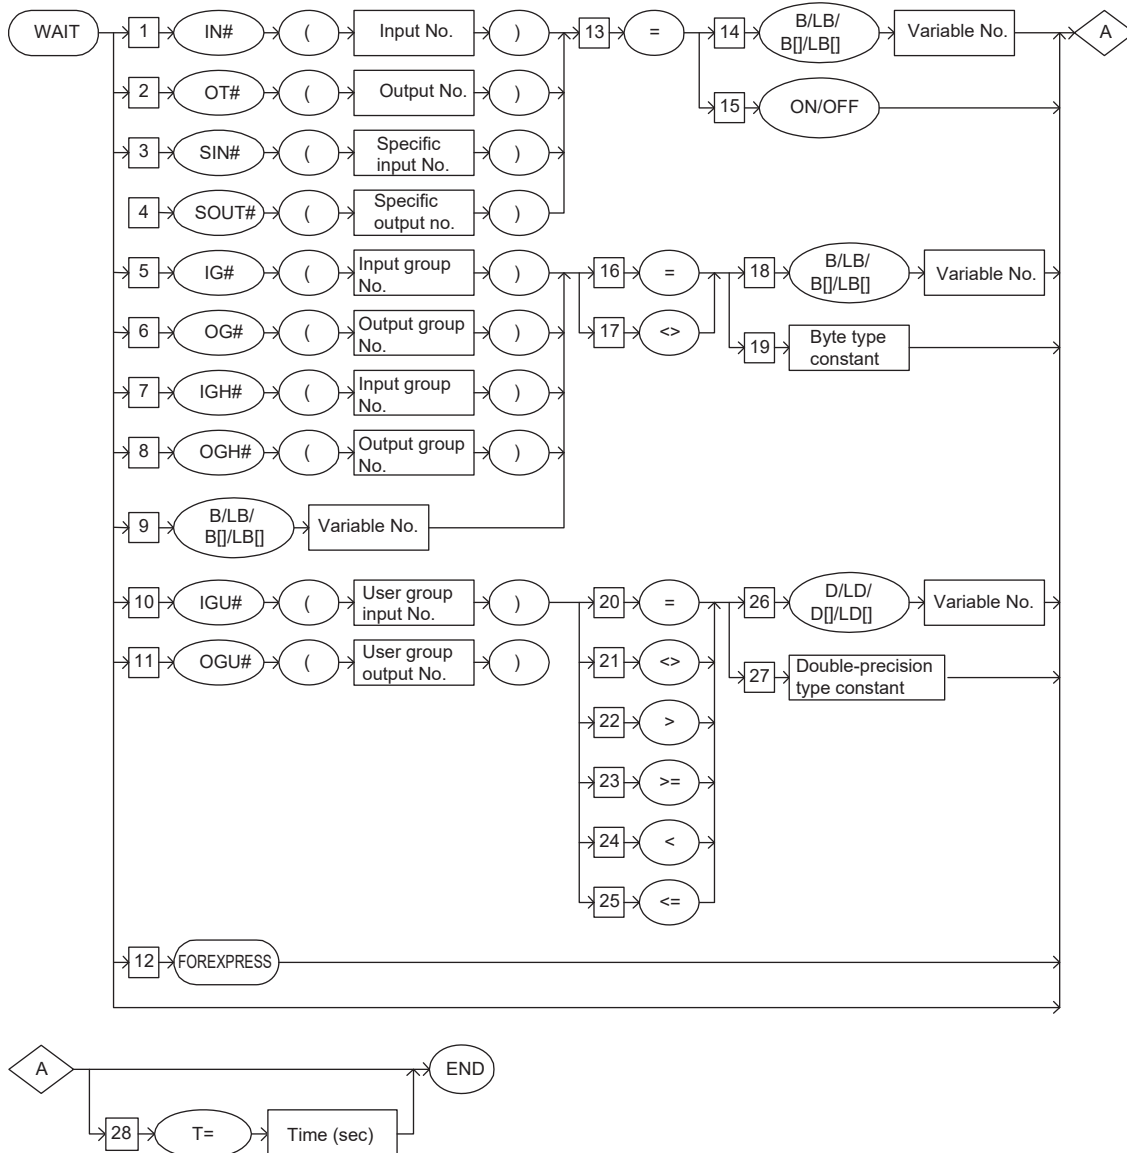 WAIT 1 IN# ( Input No. ) 13 = 14 B/LB/ B[]/LB[] Variable No. A
2 OT# ( Output No. ) 15 ON/OFF
3 SIN# ( Specific input No. )
4 SOUT# ( Specific output no. )
5 IG# ( Input group No. ) 16 = 18 B/LB/ B[]/LB[] Variable No.
6 OG# ( Output group No. ) 17 <> 19 Byte type constant
7 IGH# ( Input group No. )
8 OGH# ( Output group No. )
9 B/LB/ B[]/LB[] Variable No.
10 IGU# ( User group input No. ) 20 = 26 D/LD/ D[]/LD[] Variable No.
11 OGU# ( User group output No. ) 21 <> 27 Double-precision type constant
22 >
23 >=
24 <
25 <=
12 FOREXPRESS
A END
28 T= Time (sec)